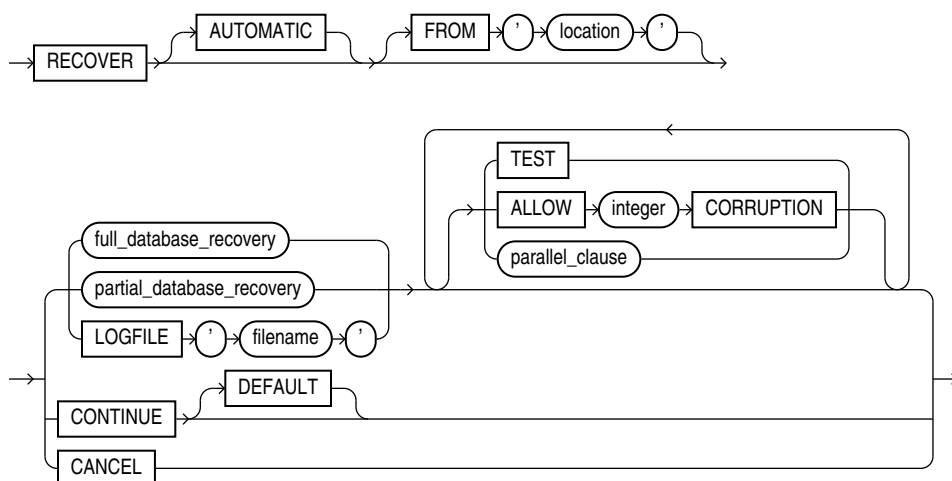 AUTOMATIC
FROM ' location '
RECOVER
TEST
ALLOW integer CORRUPTION
full_database_recovery
parallel_clause
partial_database_recovery
LOGFILE ' filename '
DEFAULT
CONTINUE
CANCEL